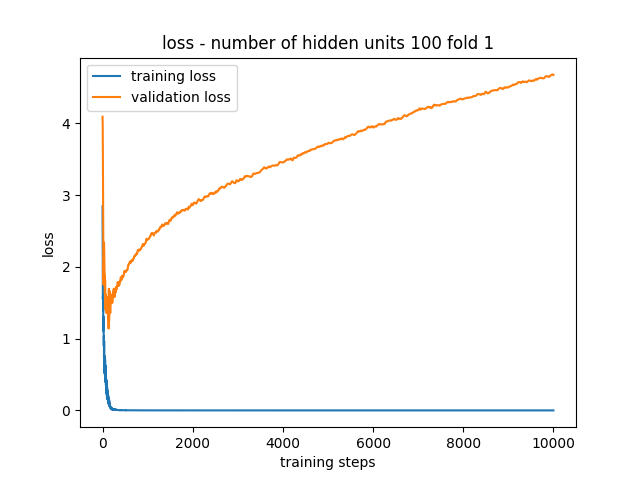 loss - number of hidden units 100 fold 1
training loss
validation loss
4
3
2
1
0
loss
0 2000 4000 6000 8000 10000
training steps